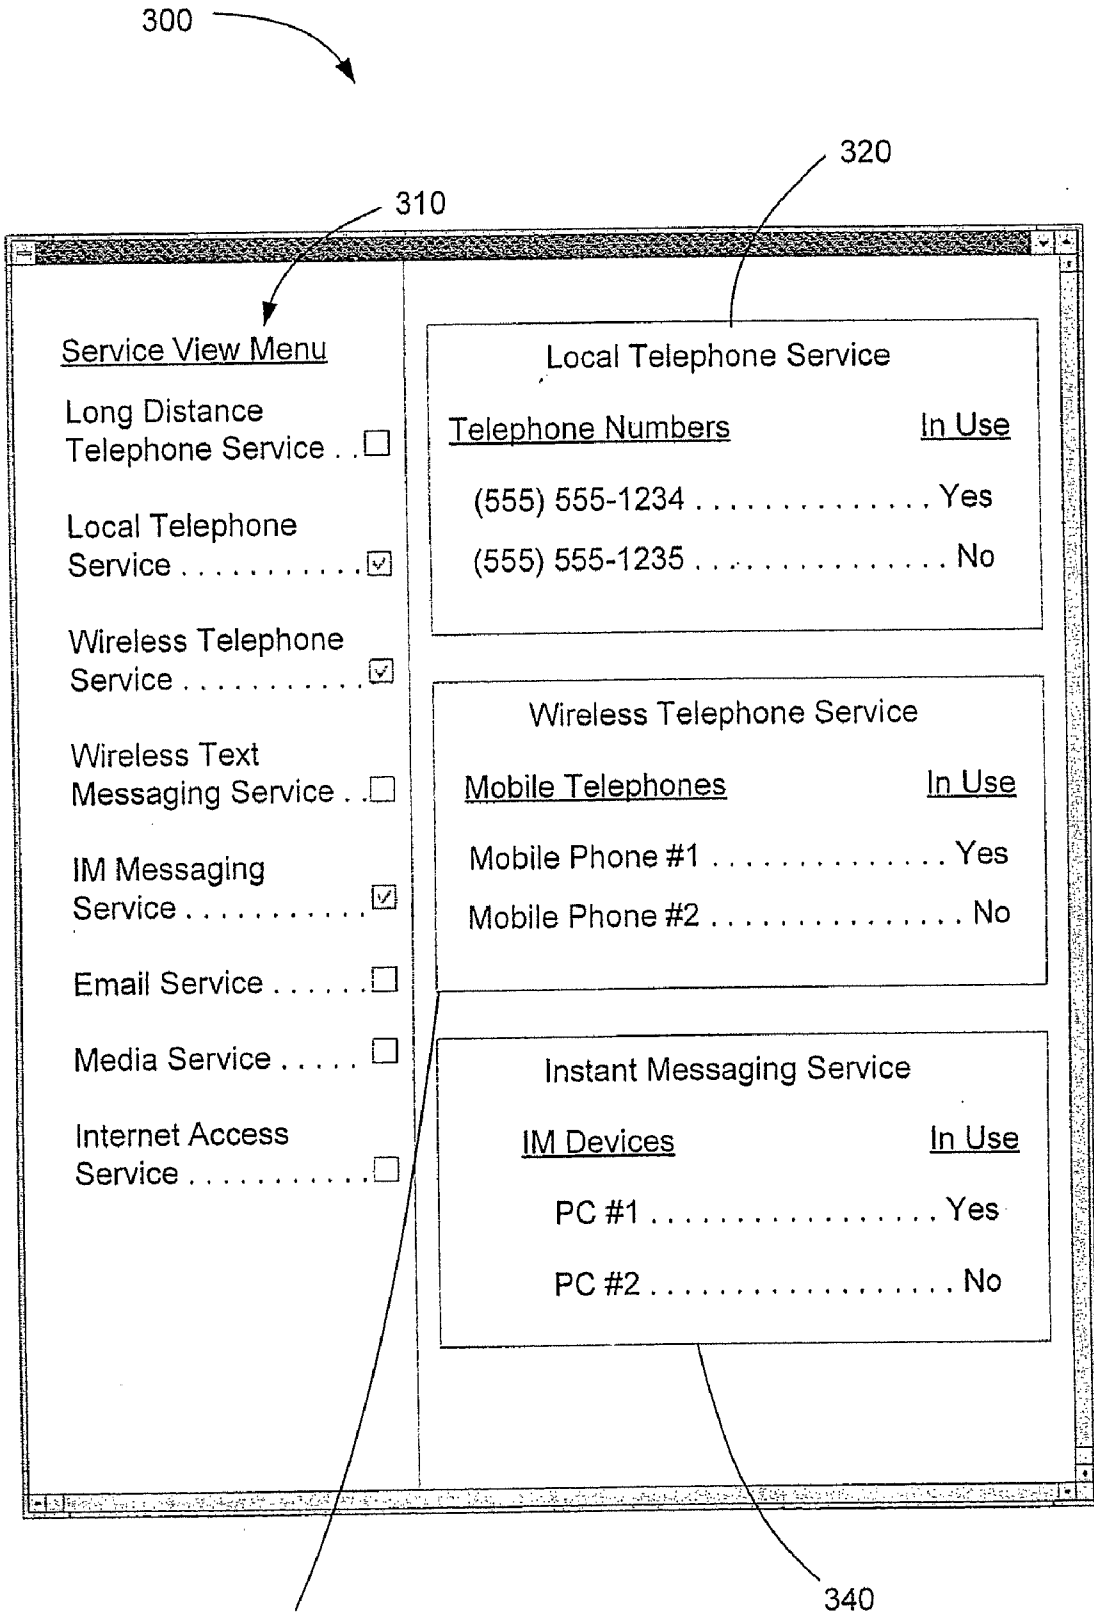 300
320
310
Service View Menu
Long Distance
Telephone Service . .
Local Telephone
Service . . . . . . . . . . .
Wireless Telephone
Service . . . . . . . . . . .
Wireless Text
Messaging Service . .
IM Messaging
Service . . . . . . . . . . .
Email Service . . . . . .
Media Service . . . . .
Internet Access
Service . . . . . . . . . . .
Local Telephone Service
Telephone Numbers In Use
(555) 555-1234 . . . . . . . . . . . . . . Yes
(555) 555-1235 . . . . . . . . . . . . . . . No
Wireless Telephone Service
Mobile Telephones In Use
Mobile Phone #1 . . . . . . . . . . . . . . Yes
Mobile Phone #2 . . . . . . . . . . . . . . . No
Instant Messaging Service
IM Devices In Use
PC #1 . . . . . . . . . . . . . . . . . Yes
PC #2 . . . . . . . . . . . . . . . . . . No
340